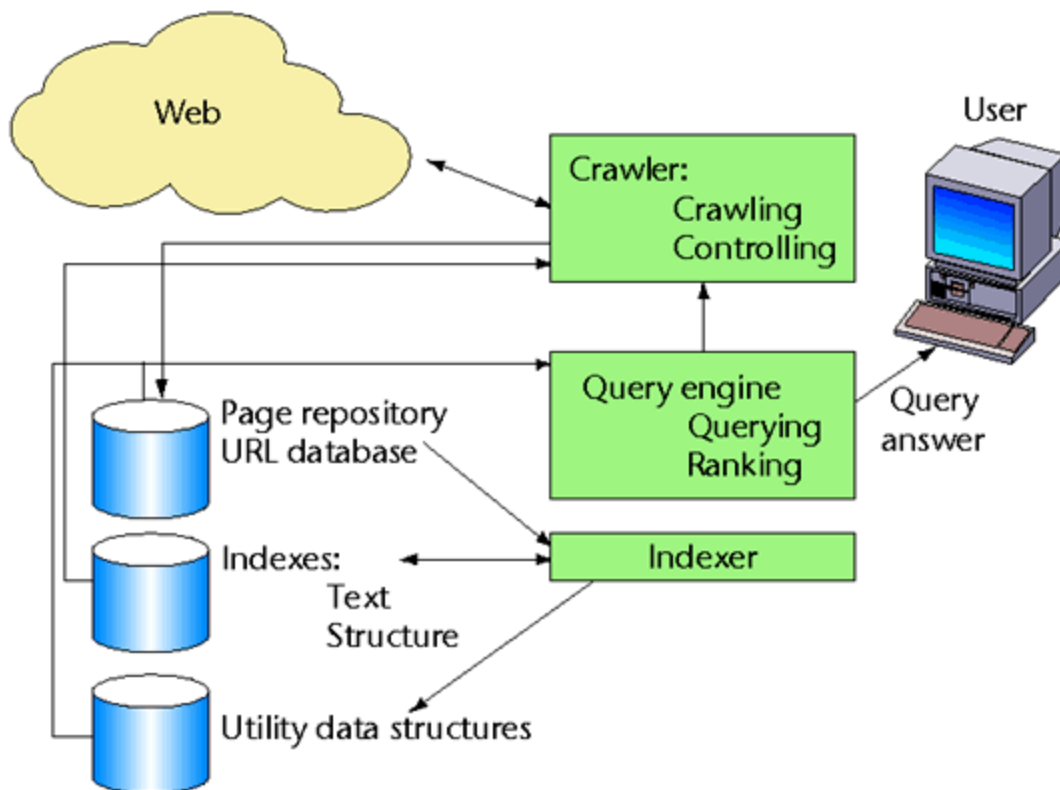 Web
User
Crawler:
Crawling
Controlling
Query engine
Querying
Ranking
Query
answer
Page repository
URL database
Indexer
Indexes:
Text
Structure
Utility data structures